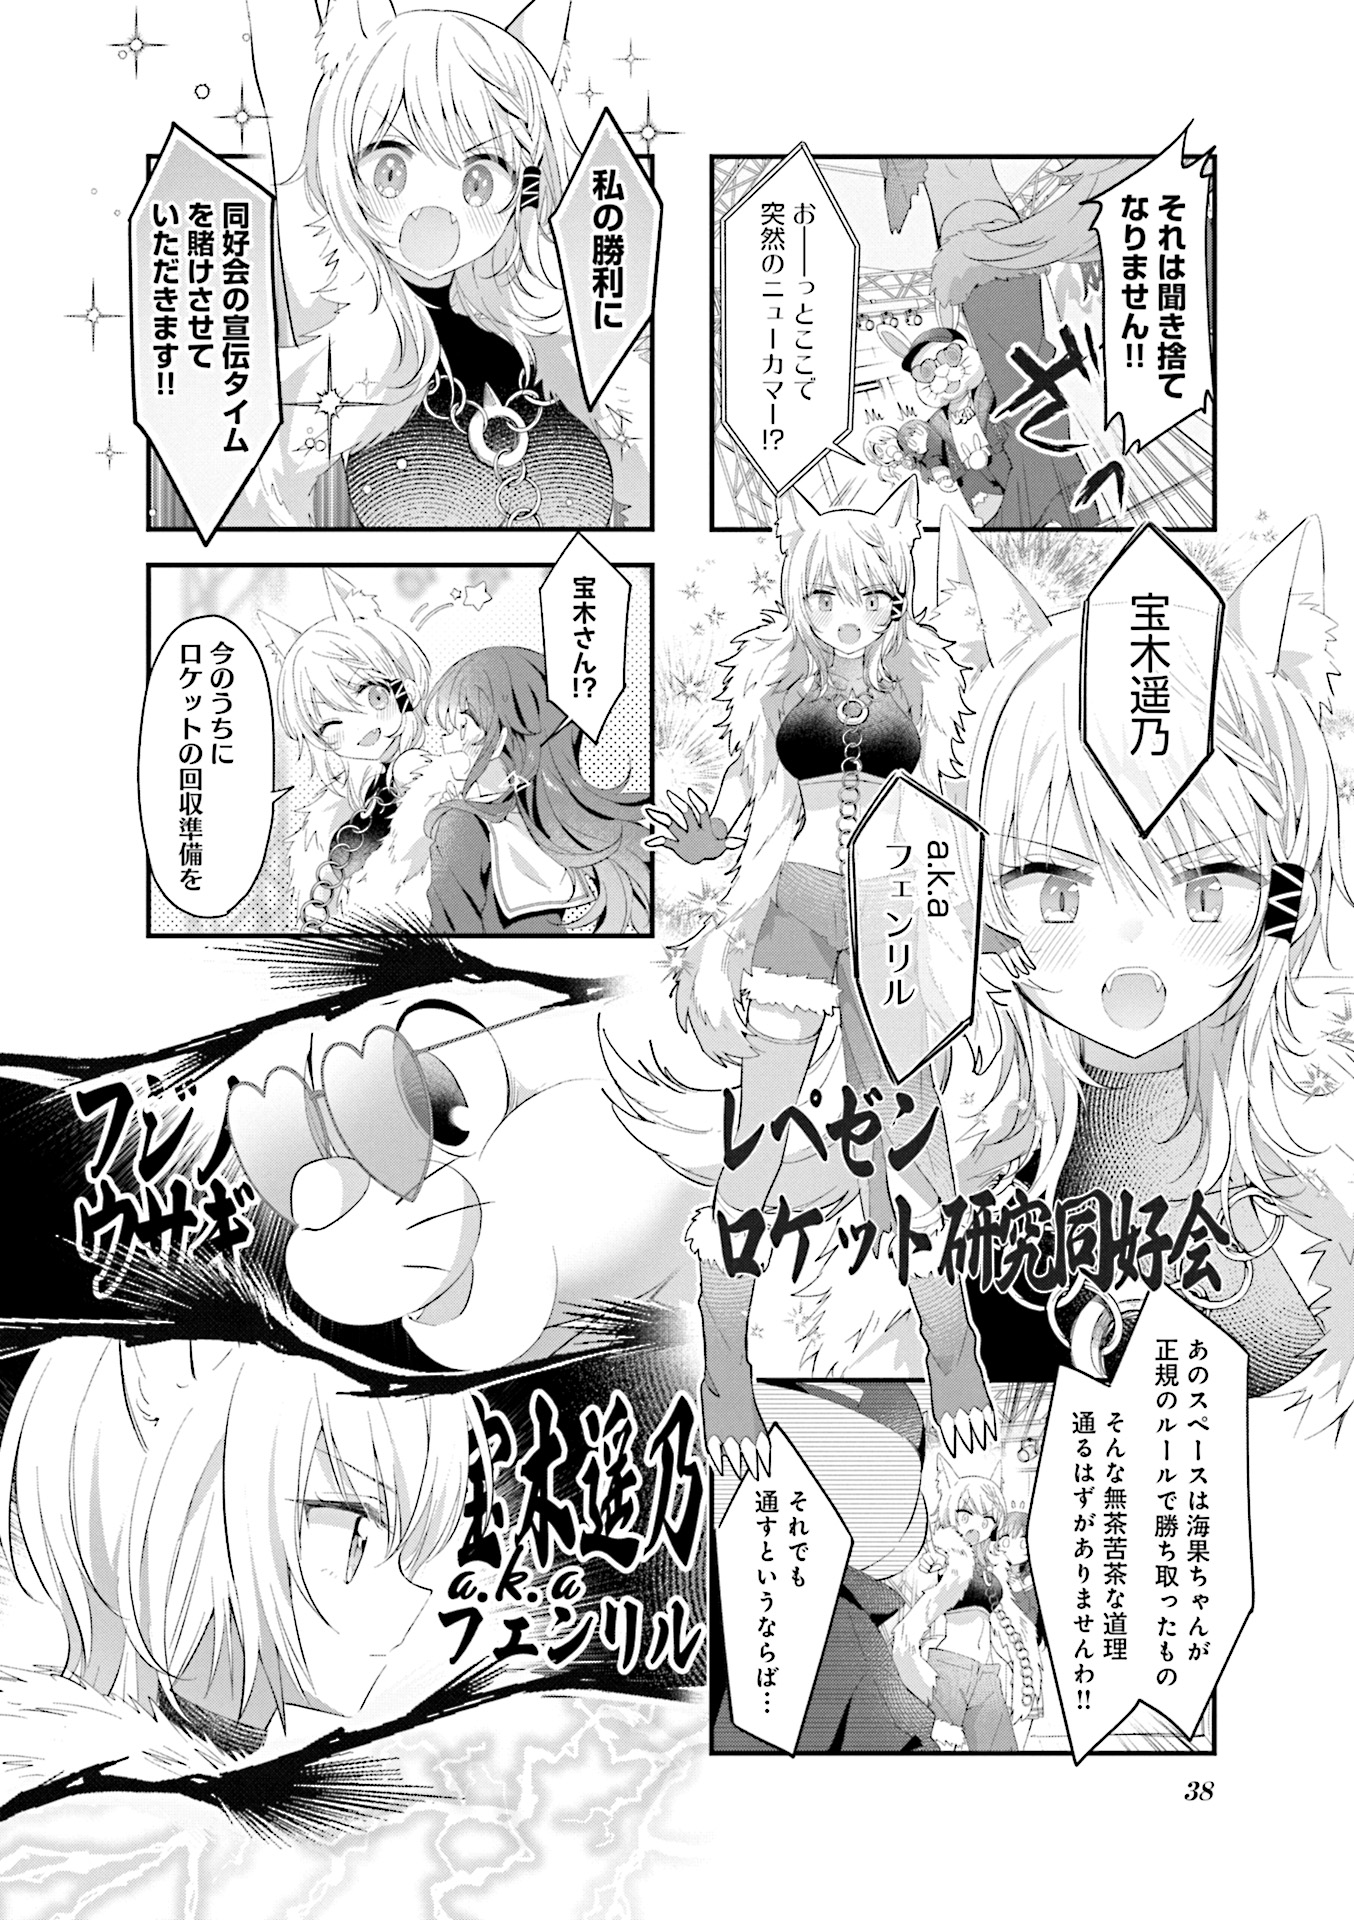 それは聞き捨て
なりません!!
おーーっとここで
突然のニューカマー!?
ざっ
宝木遥乃
a.k.a
フェンリル
レペゼン
ロケット研究同好会
あのスペースは海果ちゃんが
正規のルールで勝ち取ったもの
そんな無茶苦茶な道理
通るはずがありませんわ!!
それでも
通すというならば…
私の勝利に
同好会の宣伝タイム
を賭けさせて
いただきます!!
宝木さん!?
今のうちに
ロケットの回収準備を
フジノ
ウサギ
宝木遥乃
a.k.a
フェンリル
38